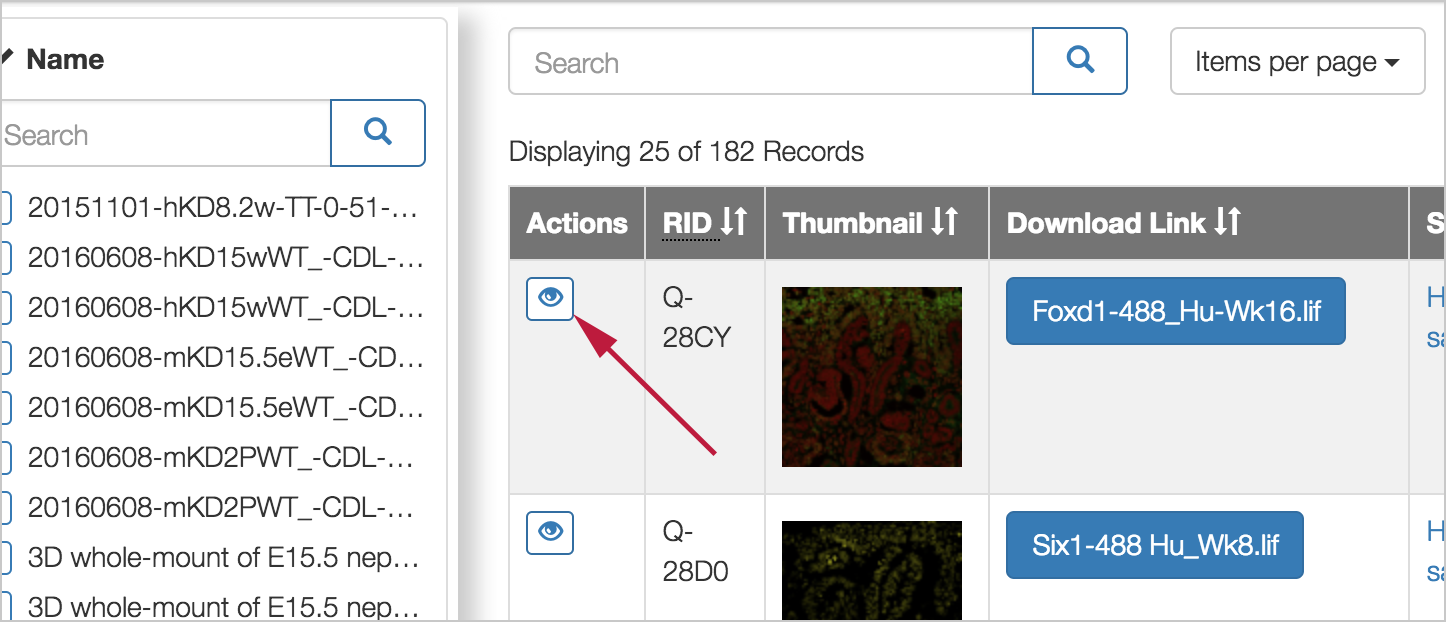 Name
Search
20151101-hKD8.2w-TT-0-51-...
20160608-hKD15wWT_-CDL-...
20160608-hKD15wWT_-CDL-...
20160608-mKD15.5eWT_-CD...
20160608-mKD15.5eWT_-CD...
20160608-mKD2PWT_-CDL-...
20160608-mKD2PWT_-CDL-...
3D whole-mount of E15.5 nep...
3D whole-mount of E15.5 nep...
Search
Items per page
Displaying 25 of 182 Records
Actions RID Thumbnail Download Link S
Q-
28CY
Foxd1-488_Hu-Wk16.lif
H
sa
Q-
28D0
Six1-488 Hu_Wk8.lif
H
sa